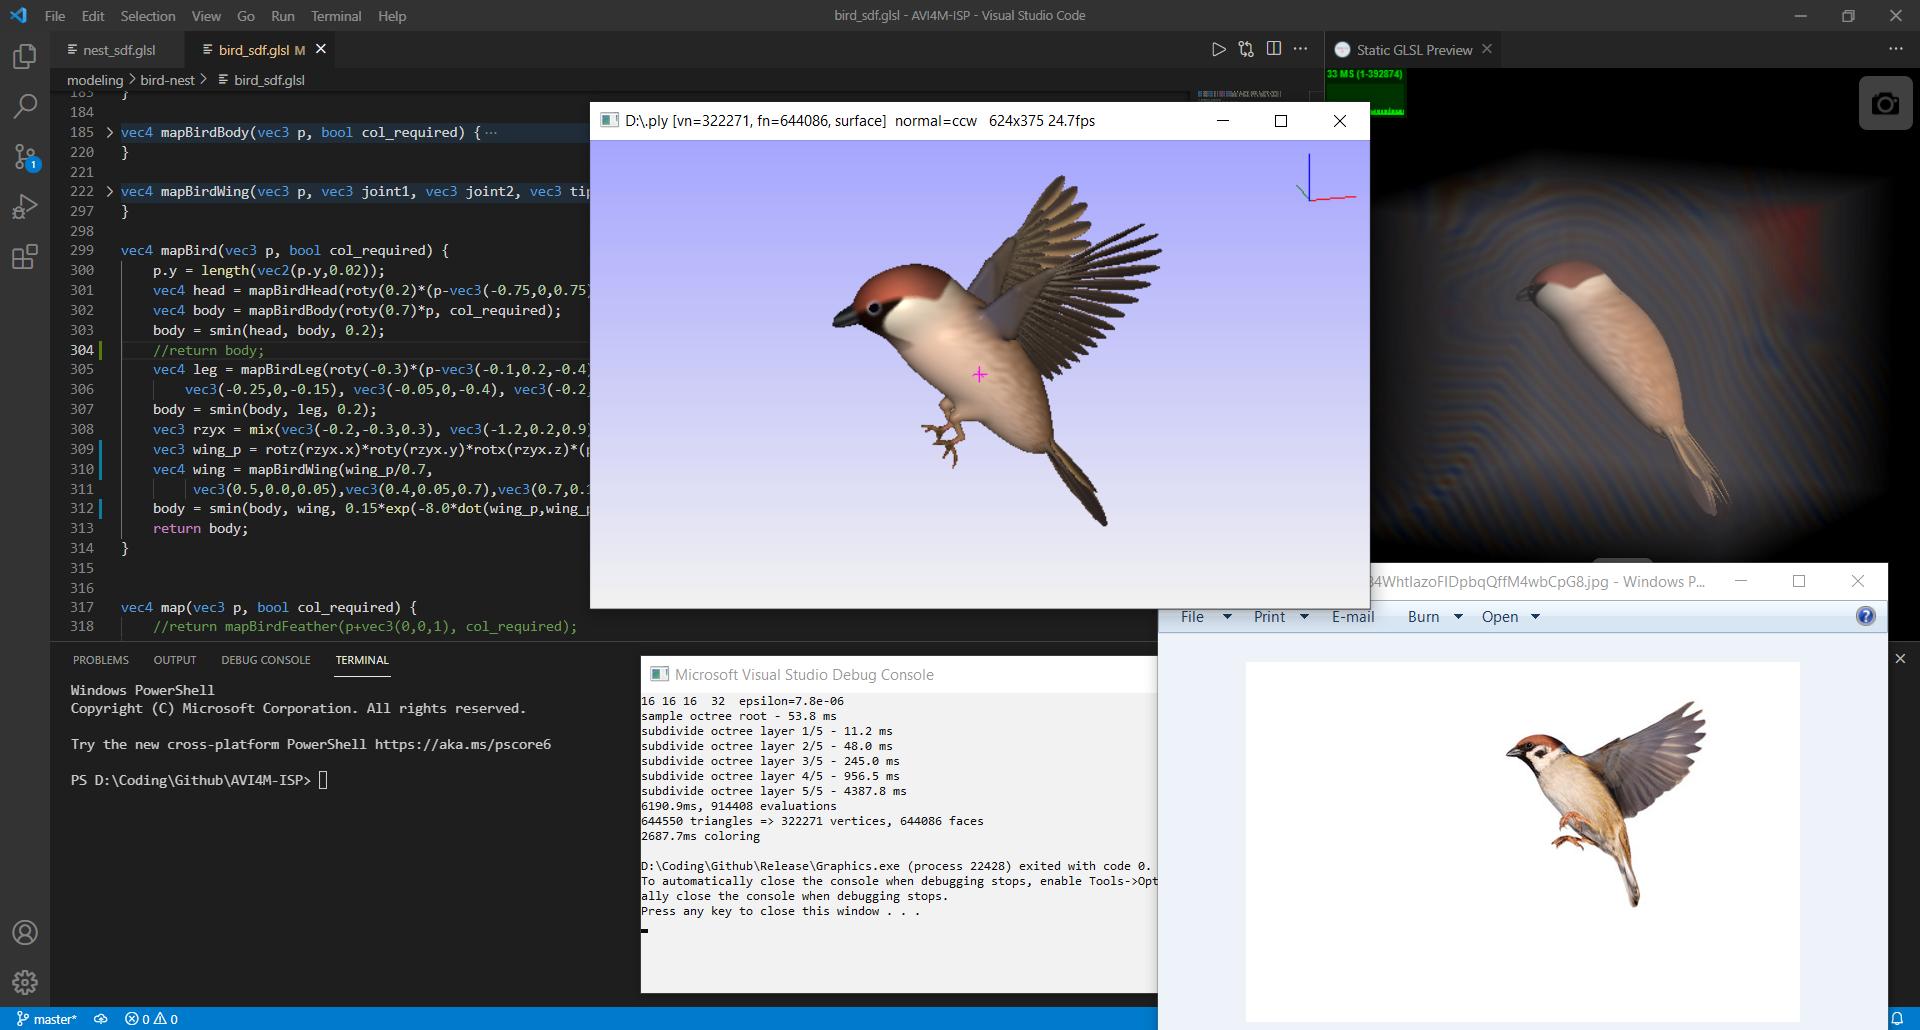 File Edit Selection View Go Run Terminal Help
bird_sdf.glsl - AVI4M-ISP - Visual Studio Code
nest_sdf.glsl
bird_sdf.glsl M
Static GLSL Preview
modeling > bird-nest > bird_sdf.glsl
33 MS (1-392874)
183 }
184
185 vec4 mapBirdBody(vec3 p, bool col_required) { ···
220 }
221
222 vec4 mapBirdWing(vec3 p, vec3 joint1, vec3 joint2, vec3 tip
297 }
298
299 vec4 mapBird(vec3 p, bool col_required) {
300 p.y = length(vec2(p.y,0.02));
301 vec4 head = mapBirdHead(roty(0.2)*(p-vec3(-0.75,0,0.75)
302 vec4 body = mapBirdBody(roty(0.7)*p, col_required);
303 body = smin(head, body, 0.2);
304 //return body;
305 vec4 leg = mapBirdLeg(roty(-0.3)*(p-vec3(-0.1,0.2,-0.4)
306 vec3(-0.25,0,-0.15), vec3(-0.05,0,-0.4), vec3(-0.2,
307 body = smin(body, leg, 0.2);
308 vec3 rzyx = mix(vec3(-0.2,-0.3,0.3), vec3(-1.2,0.2,0.9)
309 vec3 wing_p = rotz(rzyx.x)*roty(rzyx.y)*rotx(rzyx.z)*(p
310 vec4 wing = mapBirdWing(wing_p/0.7,
311 vec3(0.5,0.0,0.05),vec3(0.4,0.05,0.7),vec3(0.7,0.1
312 body = smin(body, wing, 0.15*exp(-8.0*dot(wing_p,wing_p
313 return body;
314 }
315
316
317 vec4 map(vec3 p, bool col_required) {
318 //return mapBirdFeather(p+vec3(0,0,1), col_required);
D:\.ply [vn=322271, fn=644086, surface] normal=ccw 624x375 24.7fps
PROBLEMS OUTPUT DEBUG CONSOLE TERMINAL
Windows PowerShell
Copyright (C) Microsoft Corporation. All rights reserved.
Try the new cross-platform PowerShell https://aka.ms/pscore6
PS D:\Coding\Github\AVI4M-ISP>
Microsoft Visual Studio Debug Console
16 16 16 32 epsilon=7.8e-06
sample octree root - 53.8 ms
subdivide octree layer 1/5 - 11.2 ms
subdivide octree layer 2/5 - 48.0 ms
subdivide octree layer 3/5 - 245.0 ms
subdivide octree layer 4/5 - 956.5 ms
subdivide octree layer 5/5 - 4387.8 ms
6190.9ms, 914408 evaluations
644550 triangles => 322271 vertices, 644086 faces
2687.7ms coloring
D:\Coding\Github\Release\Graphics.exe (process 22428) exited with code 0.
To automatically close the console when debugging stops, enable Tools->Opt
ally close the console when debugging stops.
Press any key to close this window . . .
4WhtIazoFIDpbqQffM4wbCpG8.jpg - Windows P...
File Print E-mail Burn Open
1
master* 0 0